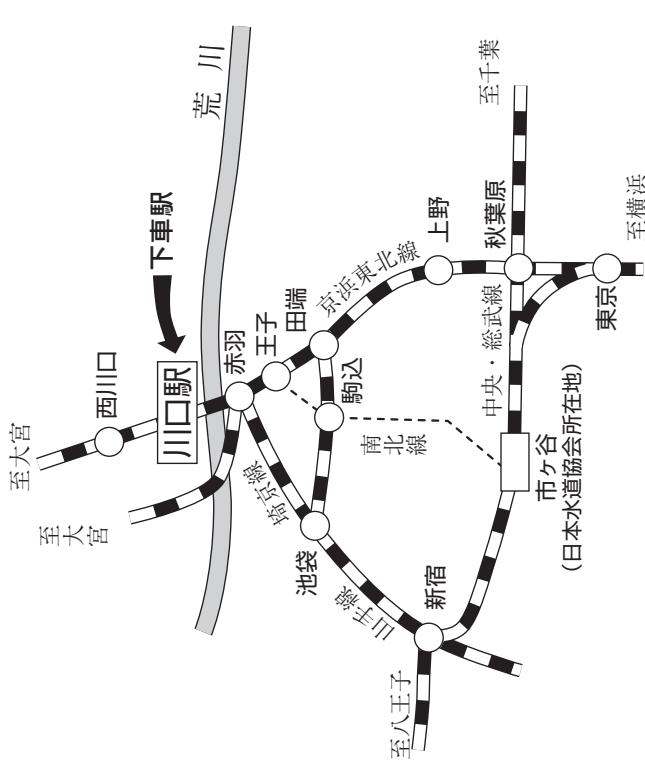 荒川
下車駅
至大宮
西川口
川口駅
至大宮
赤羽
王子
田端
京浜東北線
上野
秋葉原
至千葉
至横浜
東京
中央・総武線
駒込
南北線
埼京線
池袋
山手線
新宿
至八王子
市ヶ谷
(日本水道協会所在地)